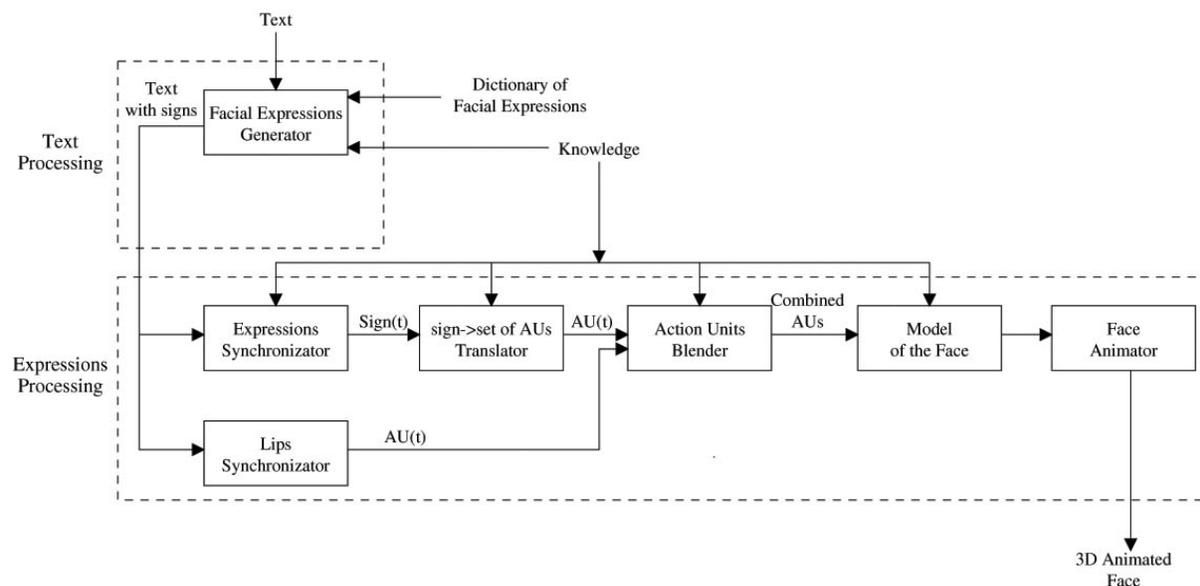 Text
Text
with signs
Facial Expressions
Generator
Dictionary of
Facial Expressions
Knowledge
Text
Processing
Expressions
Processing
Expressions
Synchronizator
Sign(t)
sign->set of AUs
Translator
AU(t)
Action Units
Blender
Combined
AUs
Model
of the Face
Face
Animator
Lips
Synchronizator
AU(t)
3D Animated
Face